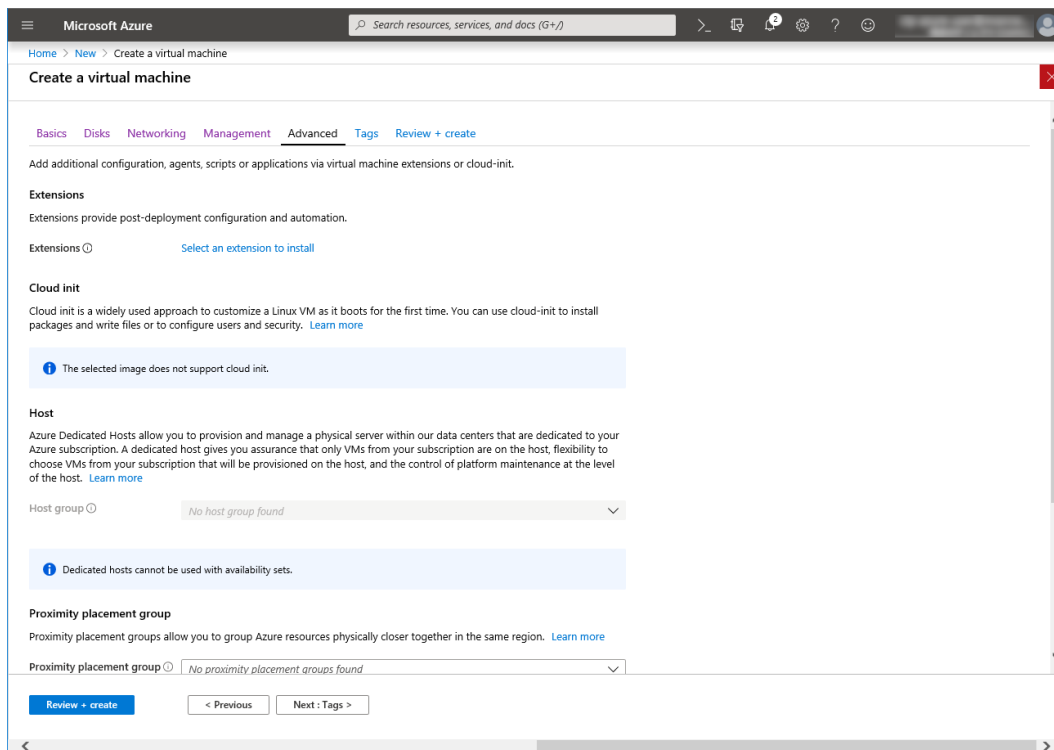 Microsoft Azure
Search resources, services, and docs (G+/)
2
Home > New > Create a virtual machine
Create a virtual machine
Basics Disks Networking Management Advanced Tags Review + create
Add additional configuration, agents, scripts or applications via virtual machine extensions or cloud-init.
Extensions
Extensions provide post-deployment configuration and automation.
Extensions Select an extension to install
Cloud init
Cloud init is a widely used approach to customize a Linux VM as it boots for the first time. You can use cloud-init to install
packages and write files or to configure users and security. Learn more
The selected image does not support cloud init.
Host
Azure Dedicated Hosts allow you to provision and manage a physical server within our data centers that are dedicated to your
Azure subscription. A dedicated host gives you assurance that only VMs from your subscription are on the host, flexibility to
choose VMs from your subscription that will be provisioned on the host, and the control of platform maintenance at the level
of the host. Learn more
Host group No host group found
Dedicated hosts cannot be used with availability sets.
Proximity placement group
Proximity placement groups allow you to group Azure resources physically closer together in the same region. Learn more
Proximity placement group No proximity placement groups found
Review + create < Previous Next : Tags >